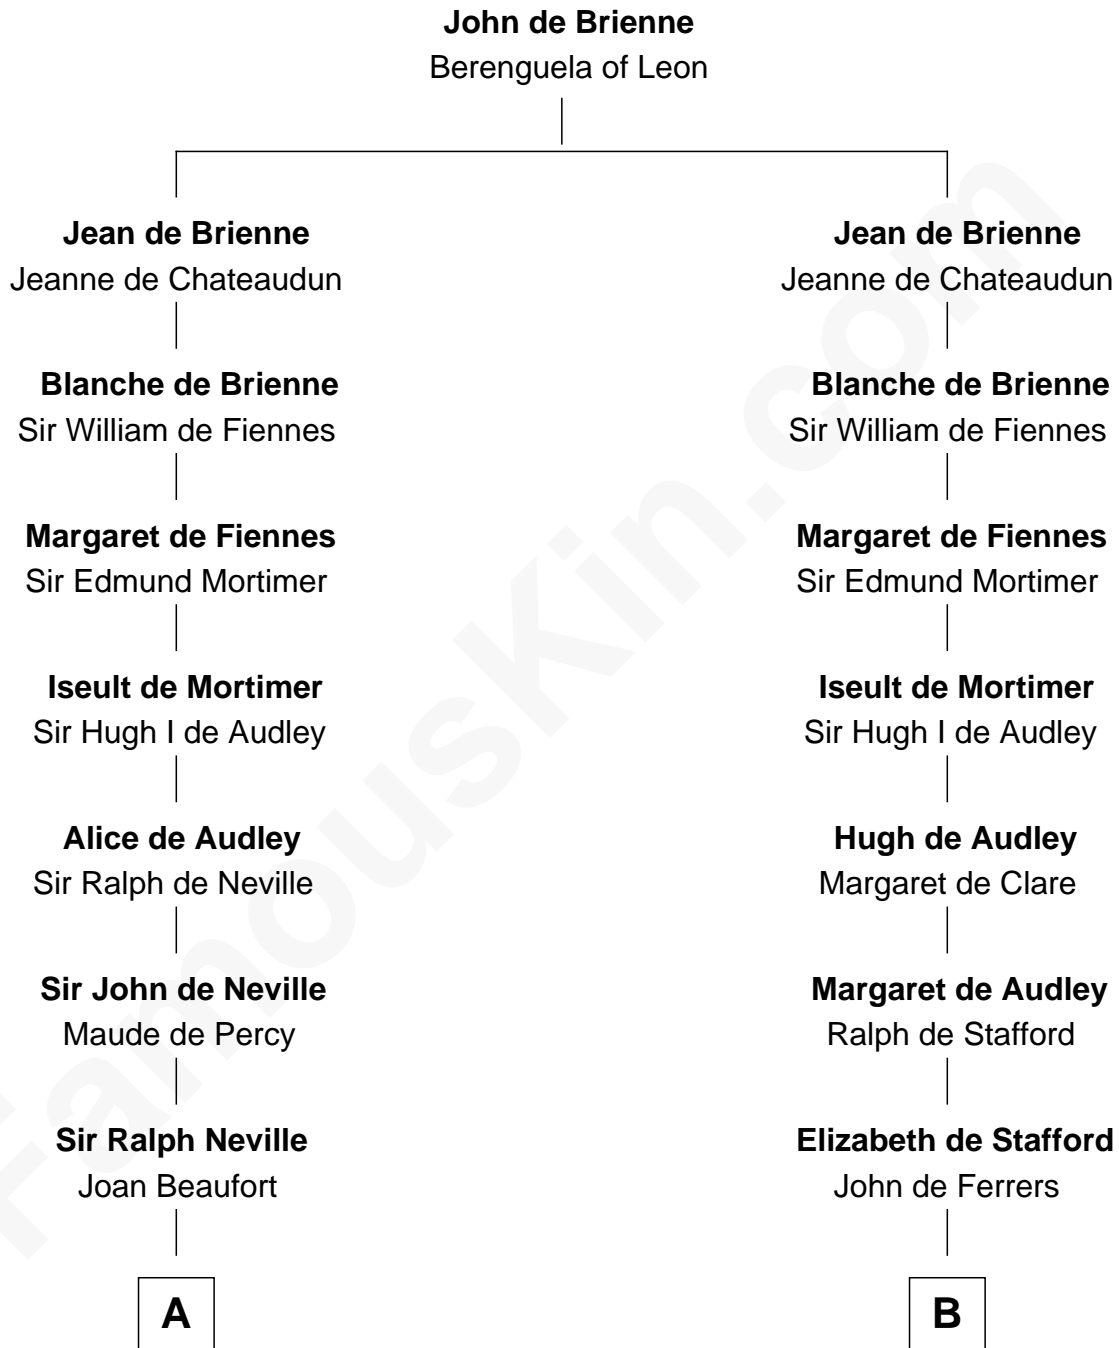 John de Brienne
Berenguela of Leon
Jean de Brienne
Jeanne de Chateaudun
Blanche de Brienne
Sir William de Fiennes
Margaret de Fiennes
Sir Edmund Mortimer
Iseult de Mortimer
Sir Hugh I de Audley
Alice de Audley
Sir Ralph de Neville
Sir John de Neville
Maude de Percy
Sir Ralph Neville
Joan Beaufort
A
Jean de Brienne
Jeanne de Chateaudun
Blanche de Brienne
Sir William de Fiennes
Margaret de Fiennes
Sir Edmund Mortimer
Iseult de Mortimer
Sir Hugh I de Audley
Hugh de Audley
Margaret de Clare
Margaret de Audley
Ralph de Stafford
Elizabeth de Stafford
John de Ferrers
B
FamousKin.com